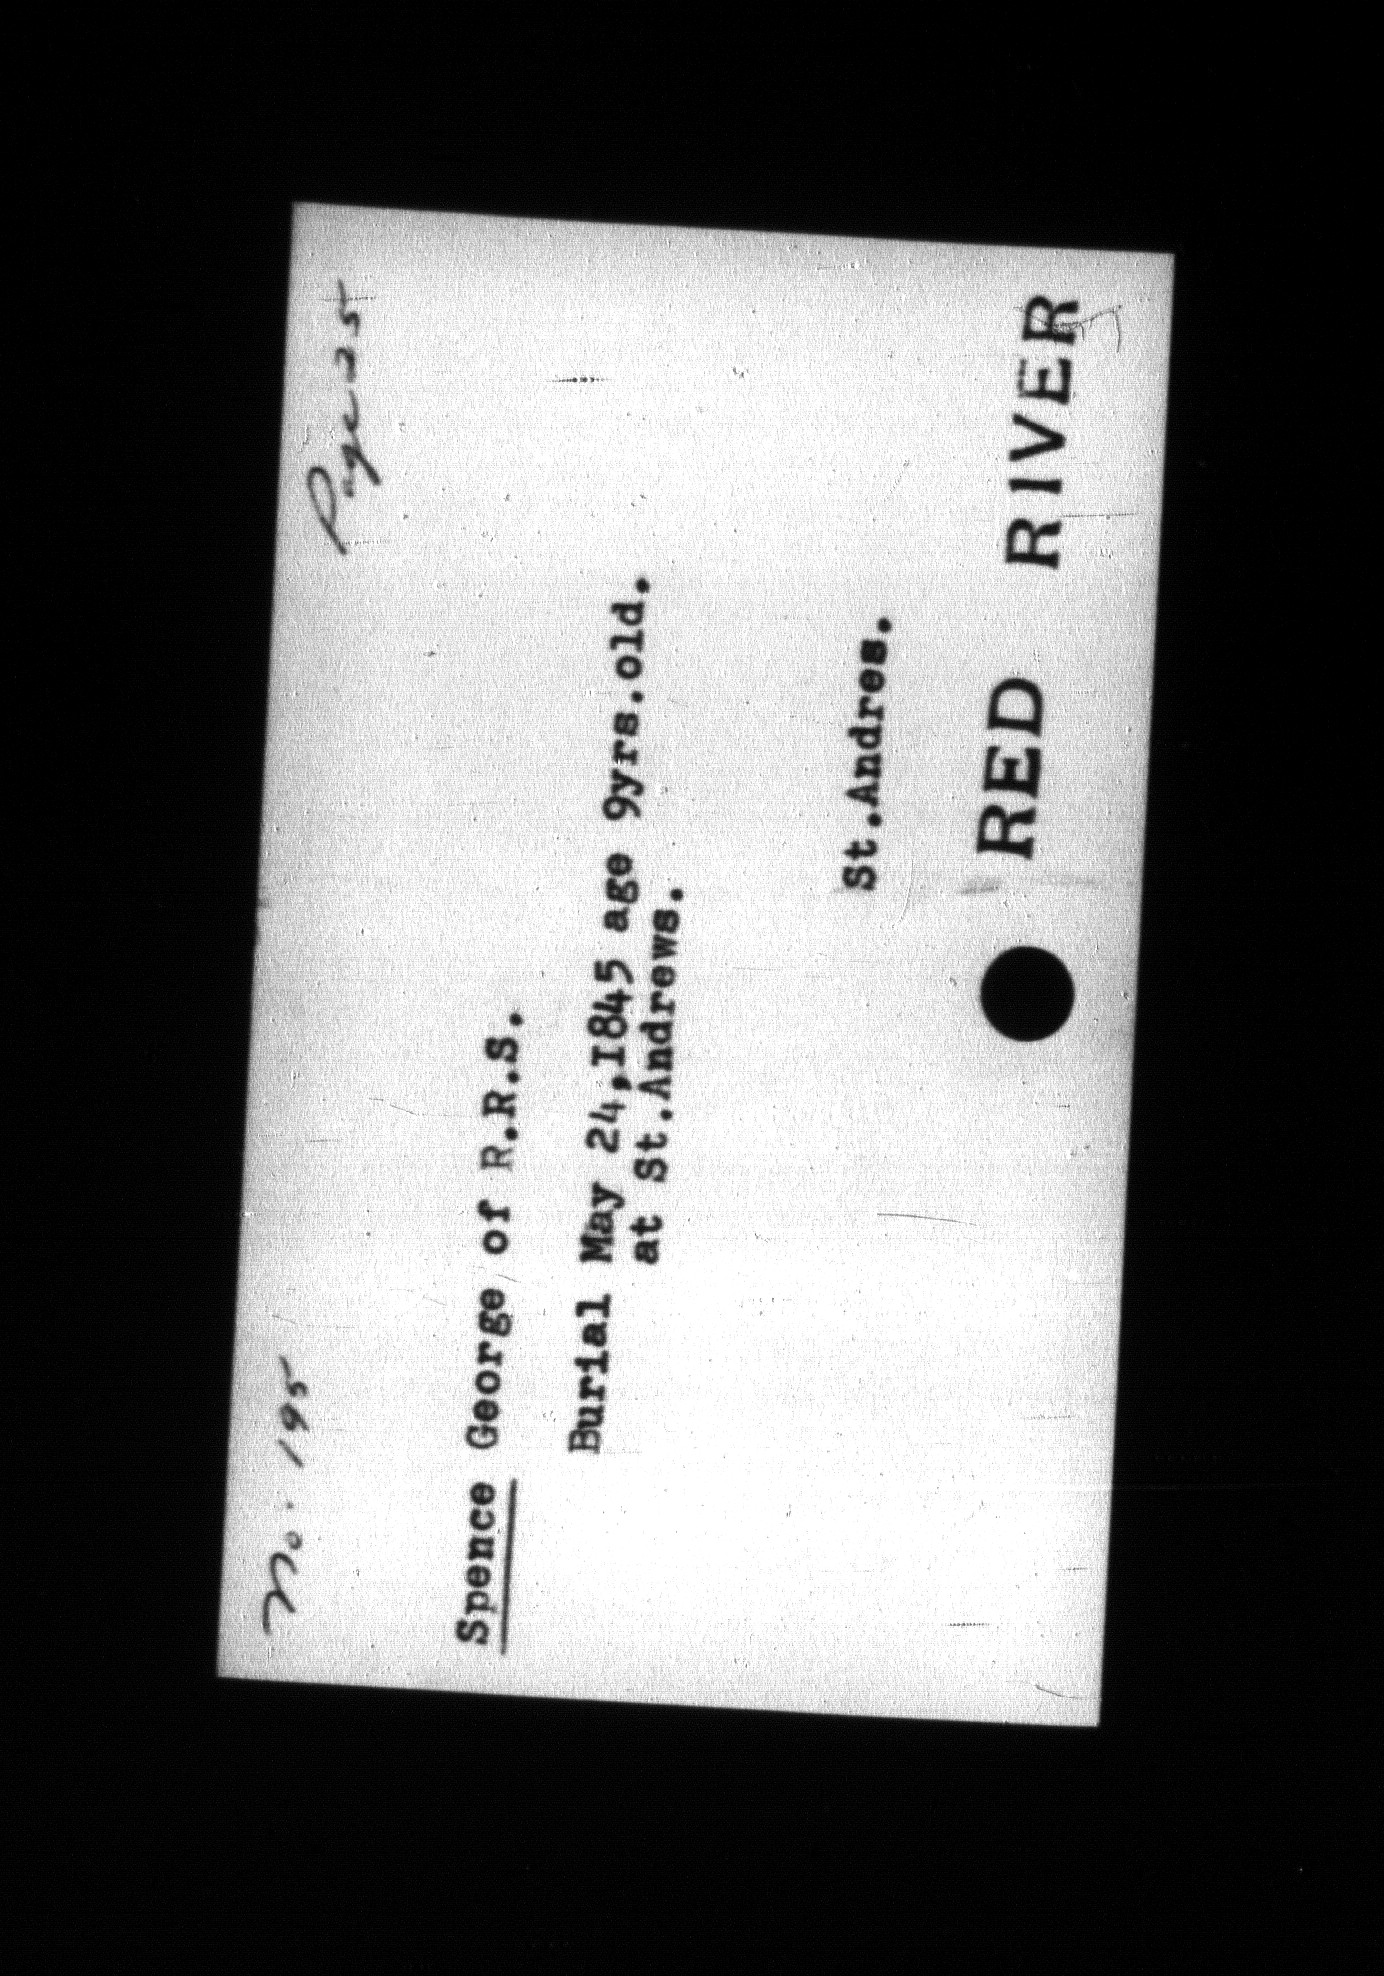 No. 195 Page 25
Spence George of R.R.S.
Burial May 24,1845 age 9yrs.old.
at St.Andrews.
St.Andres.
RED RIVER